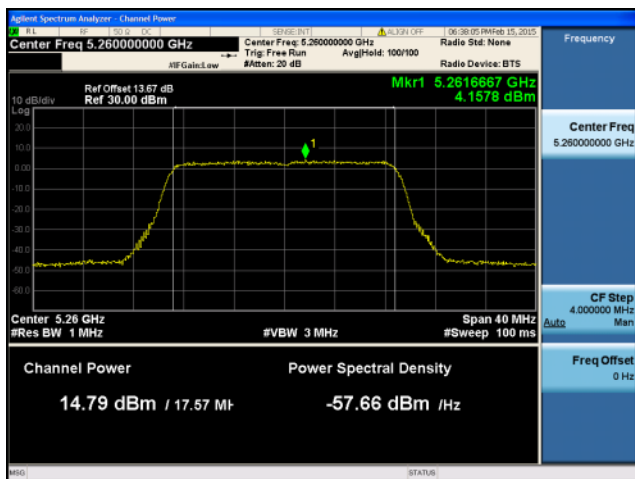 Agilent Spectrum Analyzer - Channel Power
RL RF 50 Ω DC SENSE:INT ALIGN OFF 06:38:05 PM Feb 15, 2015
Center Freq 5.260000000 GHz Center Freq: 5.260000000 GHz Radio Std: None Frequency
Trig: Free Run Avg|Hold: 100/100
#IFGain:Low #Atten: 20 dB Radio Device: BTS
Ref Offset 13.67 dB Mkr1 5.2616667 GHz
10 dB/div Ref 30.00 dBm 4.1578 dBm
Log
20.0
10.0 1
0.00
-10.0
-20.0
-30.0
-40.0
-50.0
-60.0
Center Freq
5.260000000 GHz
Center 5.26 GHz Span 40 MHz
#Res BW 1 MHz #VBW 3 MHz #Sweep 100 ms
CF Step
4.000000 MHz
Auto Man
Freq Offset
0 Hz
Channel Power Power Spectral Density
14.79 dBm / 17.57 MH -57.66 dBm /Hz
MSG STATUS